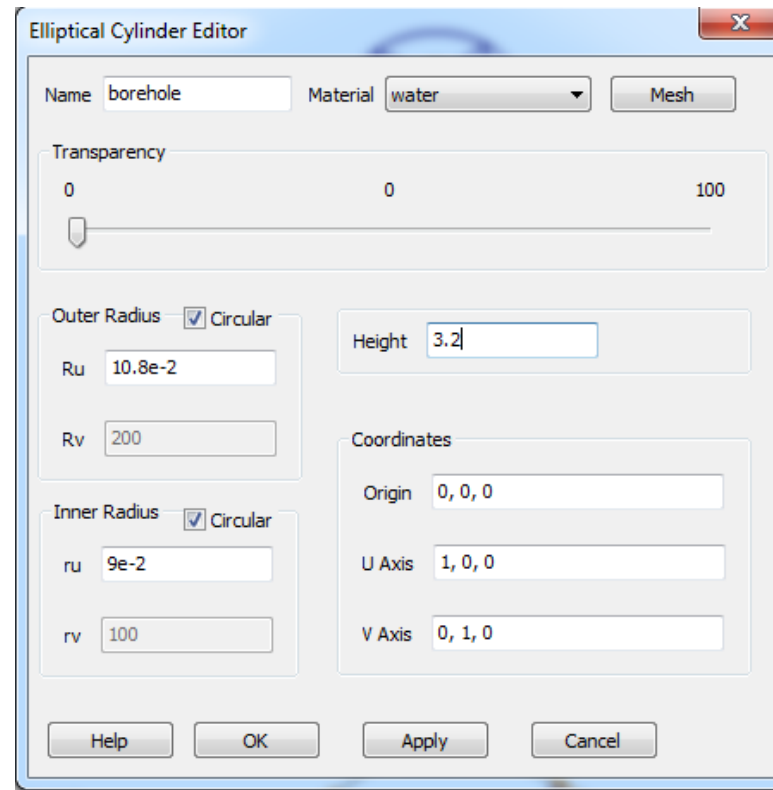 Elliptical Cylinder Editor
X
Name borehole Material water Mesh
Transparency
0 0 100
Outer Radius Circular
Ru 10.8e-2
Rv 200
Height 3.2
Inner Radius Circular
ru 9e-2
rv 100
Coordinates
Origin 0, 0, 0
U Axis 1, 0, 0
V Axis 0, 1, 0
Help OK Apply Cancel